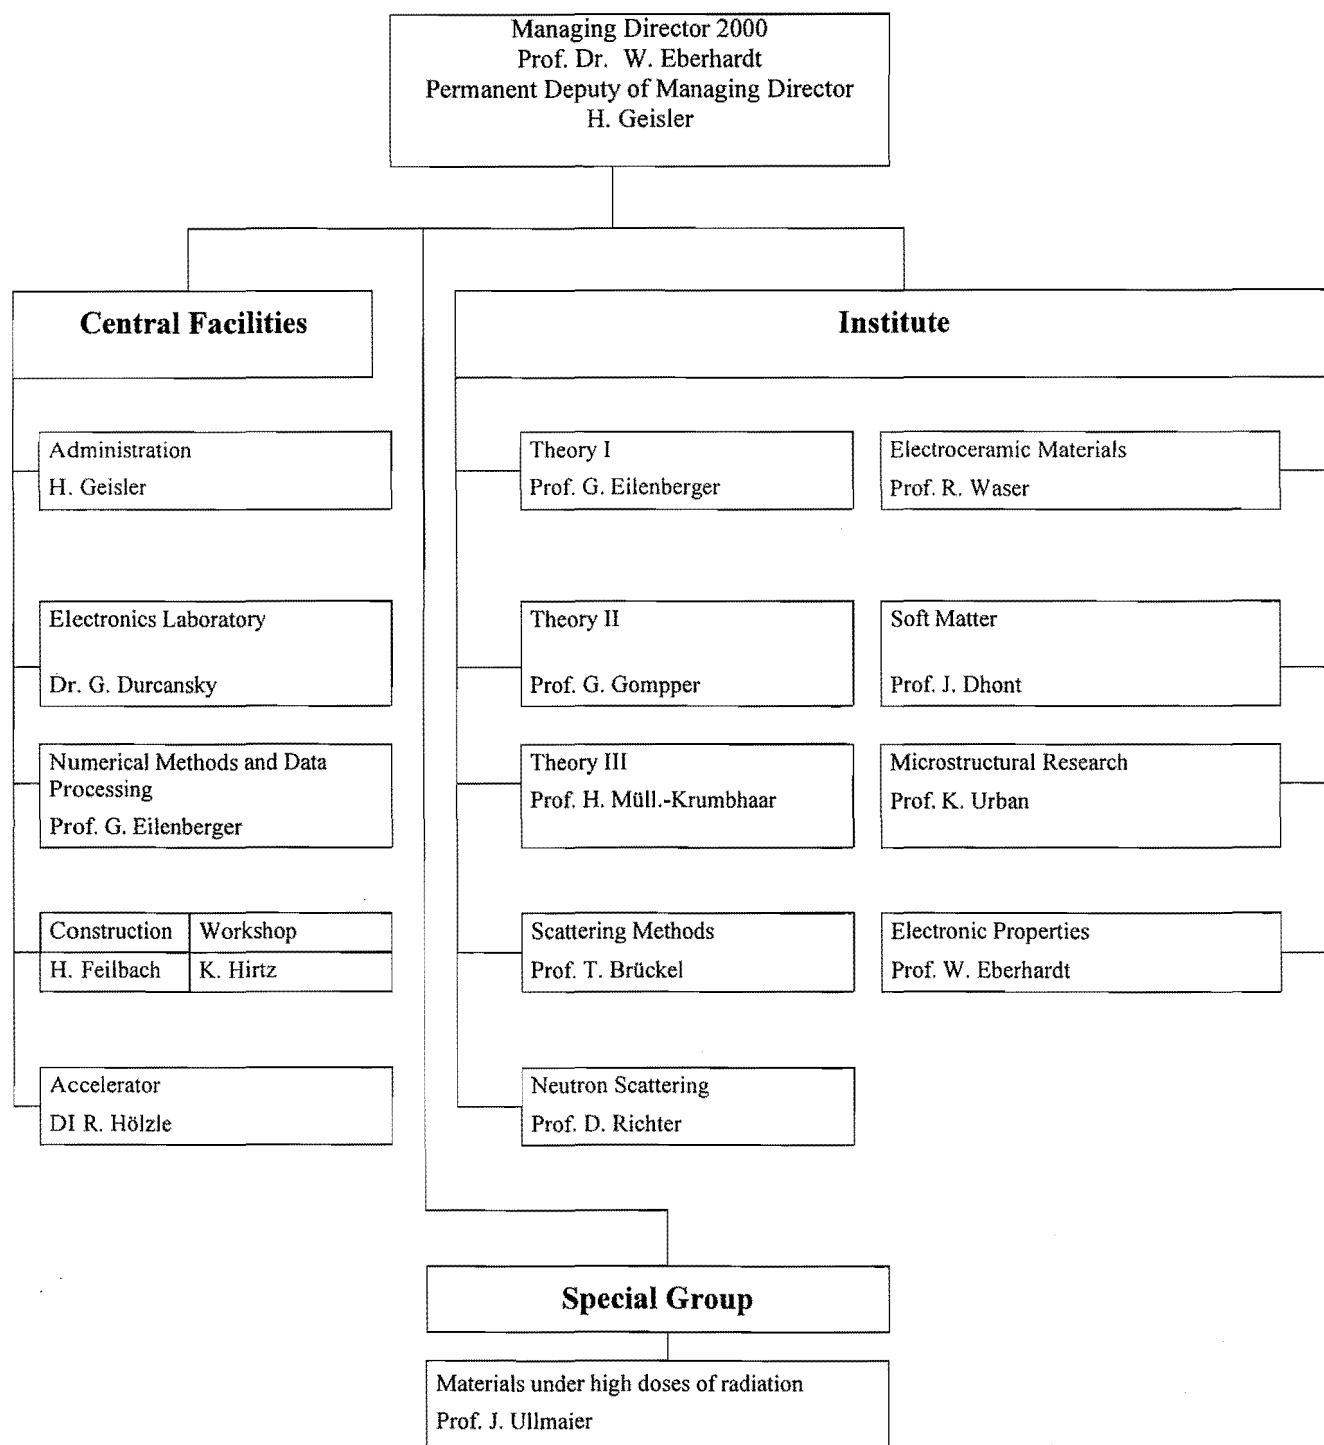 Managing Director 2000
Prof. Dr. W. Eberhardt
Permanent Deputy of Managing Director
H. Geisler
Central Facilities
Administration
H. Geisler
Electronics Laboratory
Dr. G. Durcansky
Numerical Methods and Data
Processing
Prof. G. Eilenberger
Construction
Workshop
H. Feilbach
K. Hirtz
Accelerator
DI R. Hölzle
Institute
Theory I
Prof. G. Eilenberger
Theory II
Prof. G. Gompper
Theory III
Prof. H. Müll.-Krumbhaar
Scattering Methods
Prof. T. Brückel
Neutron Scattering
Prof. D. Richter
Electroceramic Materials
Prof. R. Waser
Soft Matter
Prof. J. Dhont
Microstructural Research
Prof. K. Urban
Electronic Properties
Prof. W. Eberhardt
Special Group
Materials under high doses of radiation
Prof. J. Ullmaier